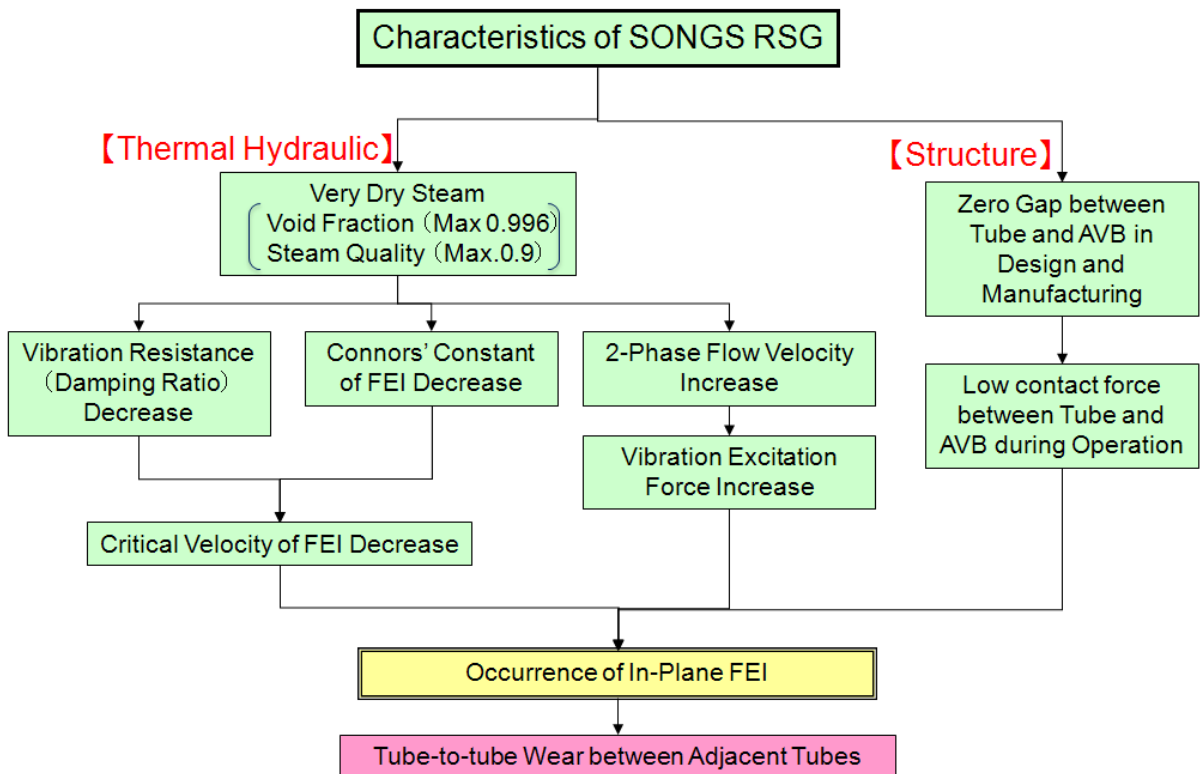 Characteristics of SONGS RSG
【Thermal Hydraulic】
【Structure】
Very Dry Steam
Void Fraction (Max 0.996)
Steam Quality (Max.0.9)
Zero Gap between
Tube and AVB in
Design and
Manufacturing
Vibration Resistance
(Damping Ratio)
Decrease
Connors’ Constant
of FEI Decrease
2-Phase Flow Velocity
Increase
Low contact force
between Tube and
AVB during Operation
Vibration Excitation
Force Increase
Critical Velocity of FEI Decrease
Occurrence of In-Plane FEI
Tube-to-tube Wear between Adjacent Tubes